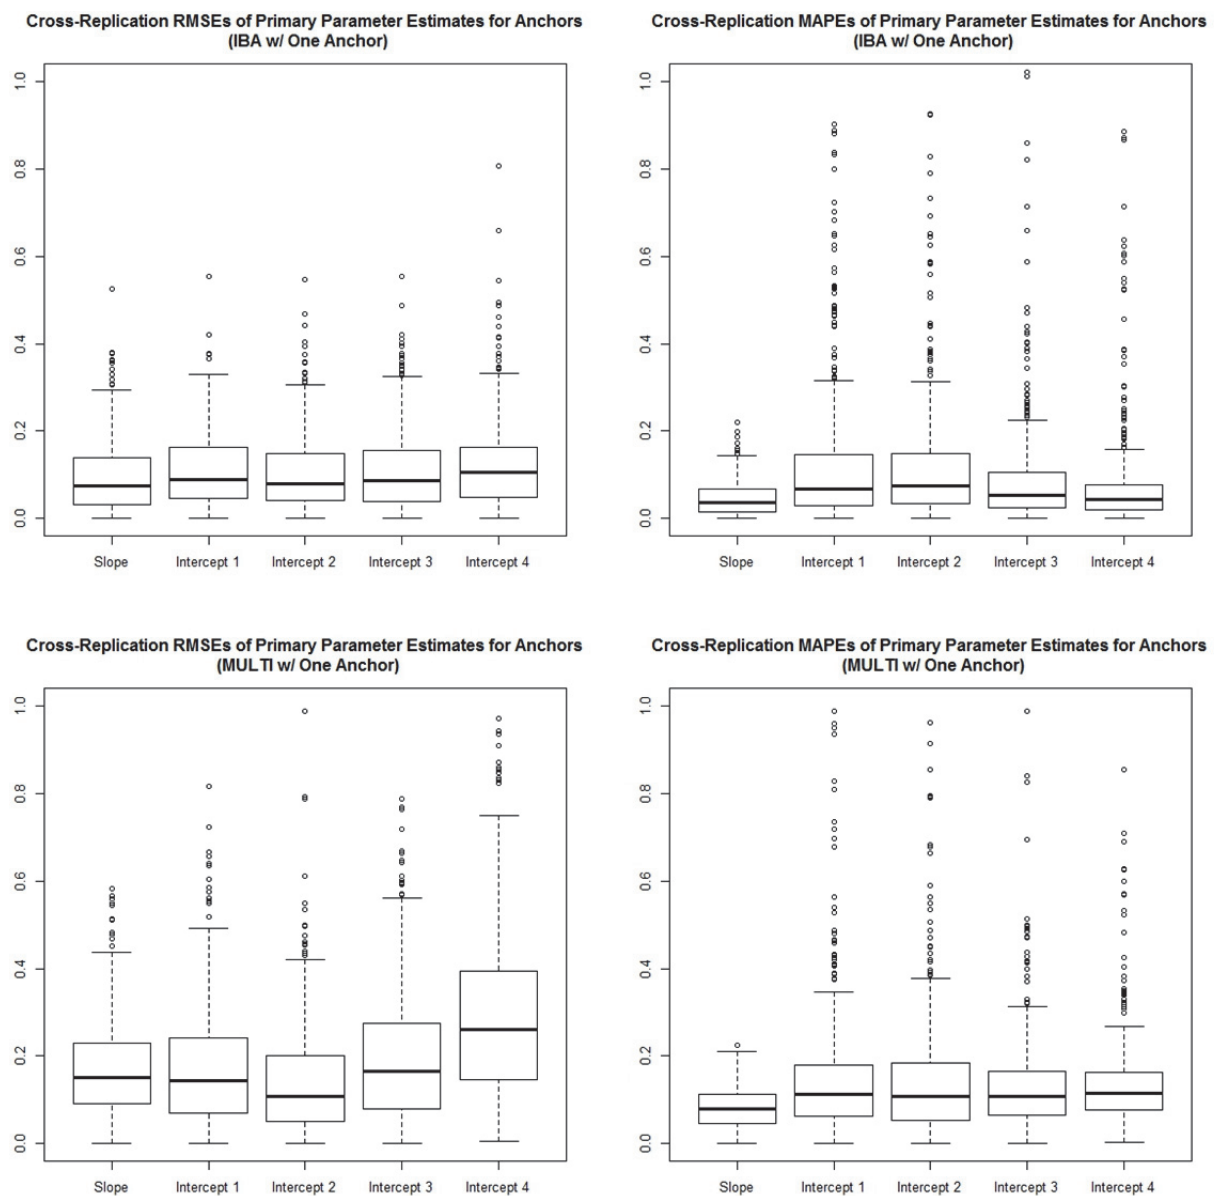 Cross-Replication RMSEs of Primary Parameter Estimates for Anchors
(IBA w/ One Anchor)
1.0
0.8
0.6
0.4
0.2
0.0
Slope Intercept 1 Intercept 2 Intercept 3 Intercept 4
Cross-Replication MAPEs of Primary Parameter Estimates for Anchors
(IBA w/ One Anchor)
1.0
0.8
0.6
0.4
0.2
0.0
Slope Intercept 1 Intercept 2 Intercept 3 Intercept 4
Cross-Replication RMSEs of Primary Parameter Estimates for Anchors
(MULTI w/ One Anchor)
1.0
0.8
0.6
0.4
0.2
0.0
Slope Intercept 1 Intercept 2 Intercept 3 Intercept 4
Cross-Replication MAPEs of Primary Parameter Estimates for Anchors
(MULTI w/ One Anchor)
1.0
0.8
0.6
0.4
0.2
0.0
Slope Intercept 1 Intercept 2 Intercept 3 Intercept 4